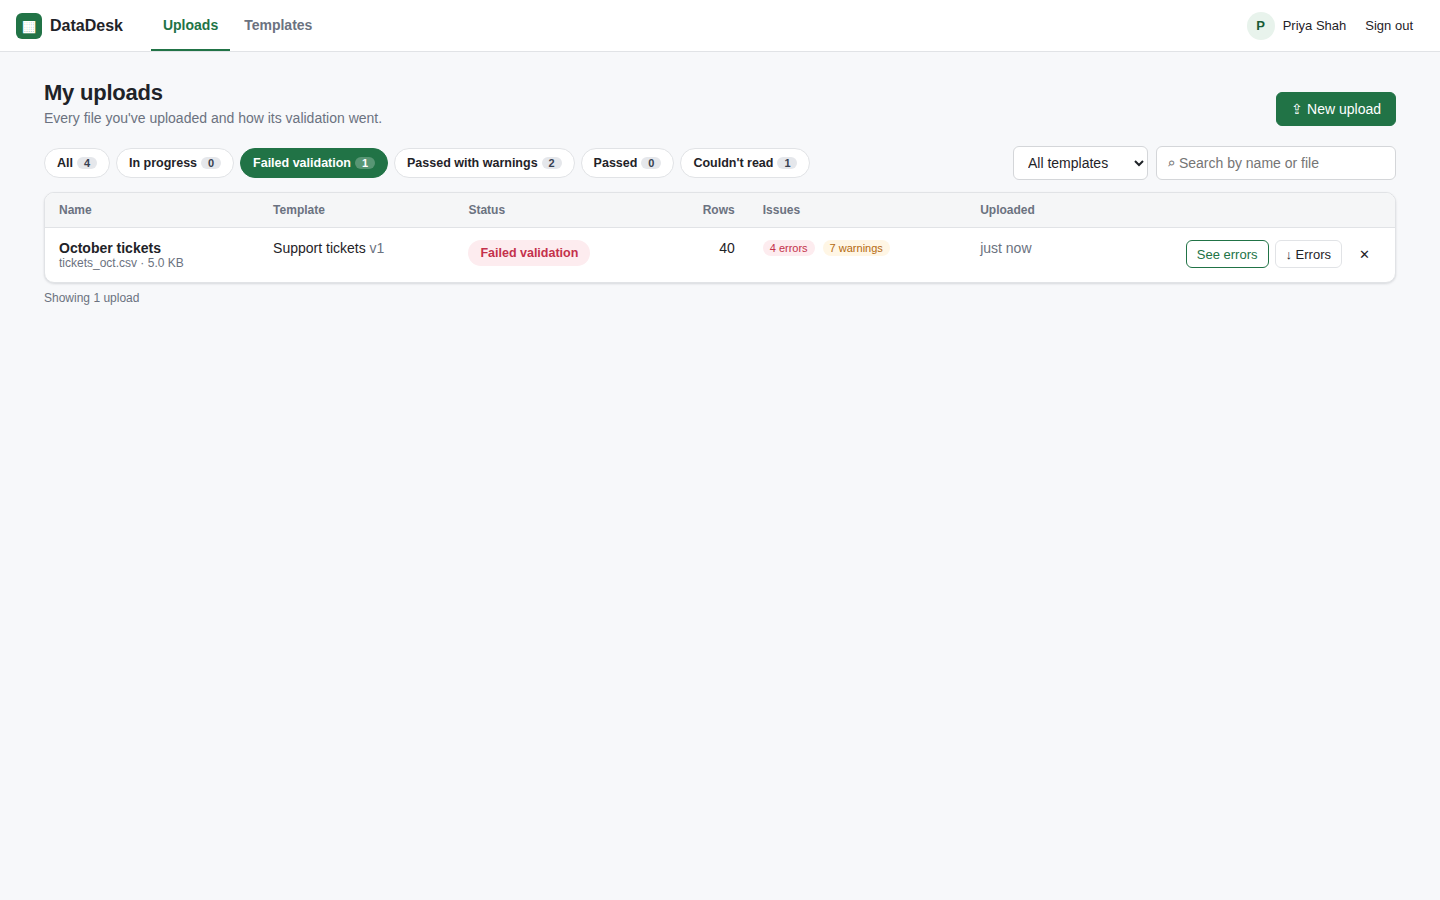 DataDesk Uploads Templates P Priya Shah Sign out
My uploads
Every file you've uploaded and how its validation went.
⇪ New upload
All 4 In progress 0 Failed validation 1 Passed with warnings 2 Passed 0 Couldn't read 1 All templates Search by name or file
Name Template Status Rows Issues Uploaded
October tickets Support tickets v1 Failed validation 40 4 errors 7 warnings just now See errors ↓ Errors ✕
tickets_oct.csv · 5.0 KB
Showing 1 upload